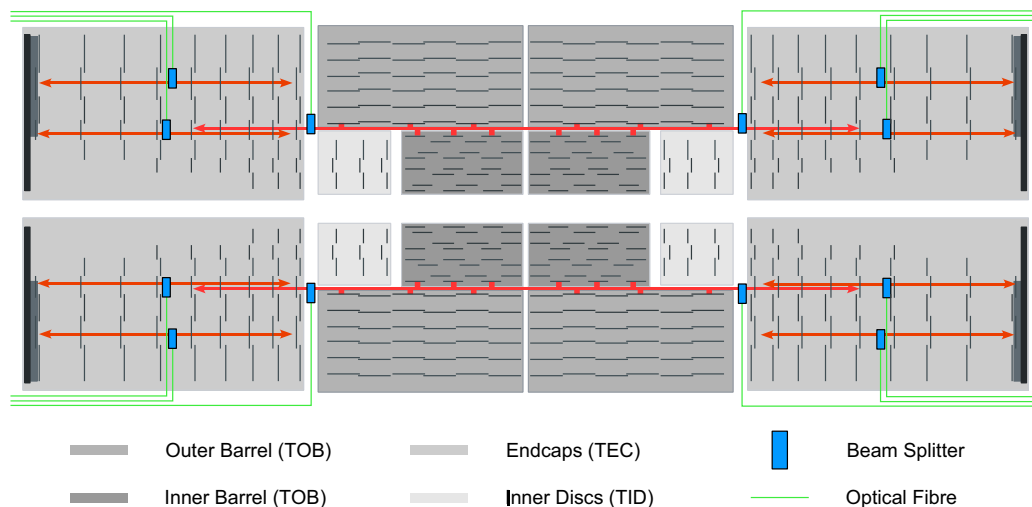 Outer Barrel (TOB)
Endcaps (TEC)
Beam Splitter
Inner Barrel (TOB)
Inner Discs (TID)
Optical Fibre